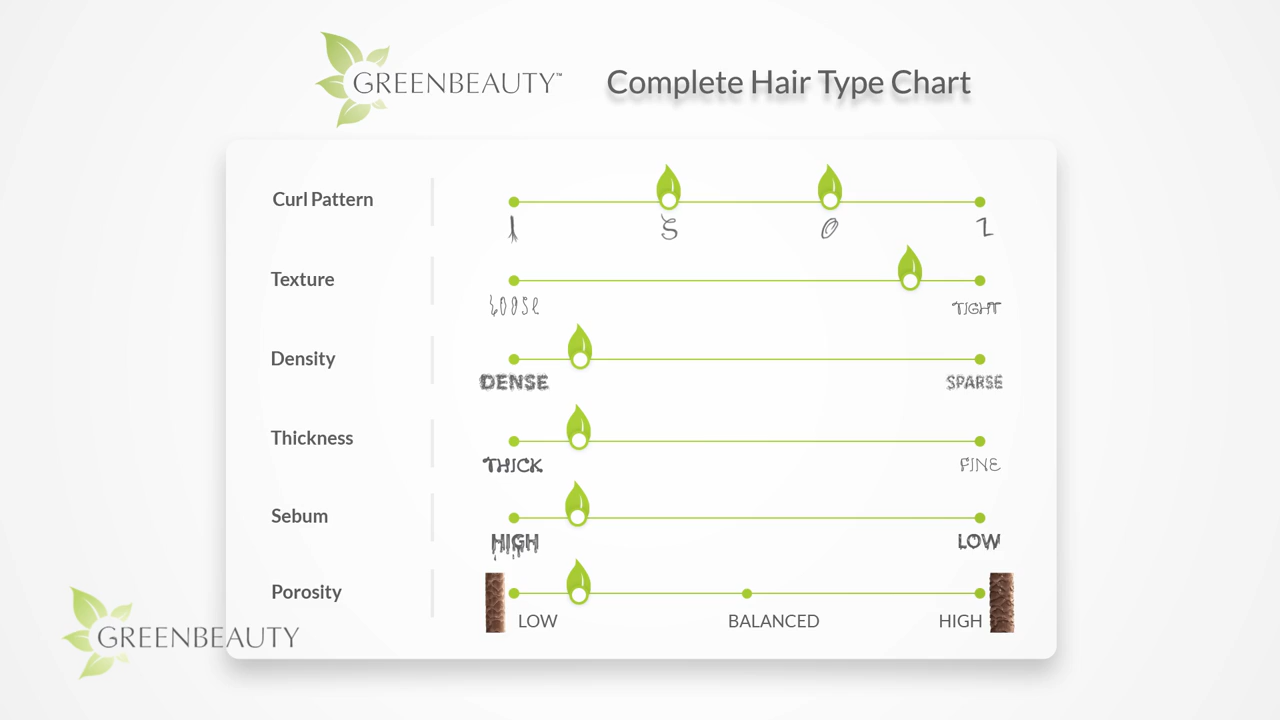 GREENBEAUTY™ Complete Hair Type Chart
Curl Pattern
I S O Z
Texture
LOOSE TIGHT
Density
DENSE SPARSE
Thickness
THICK FINE
Sebum
HIGH LOW
Porosity
LOW BALANCED HIGH
GREENBEAUTY